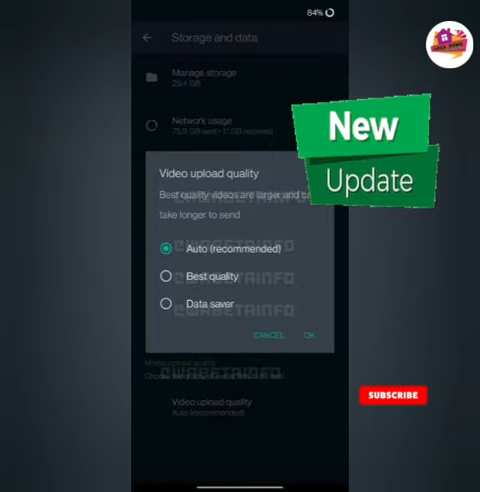 84%
Storage and data
Manage storage
25.4 GB
Network usage
New
Update
Video upload quality
Best quality videos are larger and
take longer to send
Auto (recommended)
Best quality
Data saver
CANCEL OK
@WABETAINFO
Video upload quality
Auto (recommended)
SUBSCRIBE